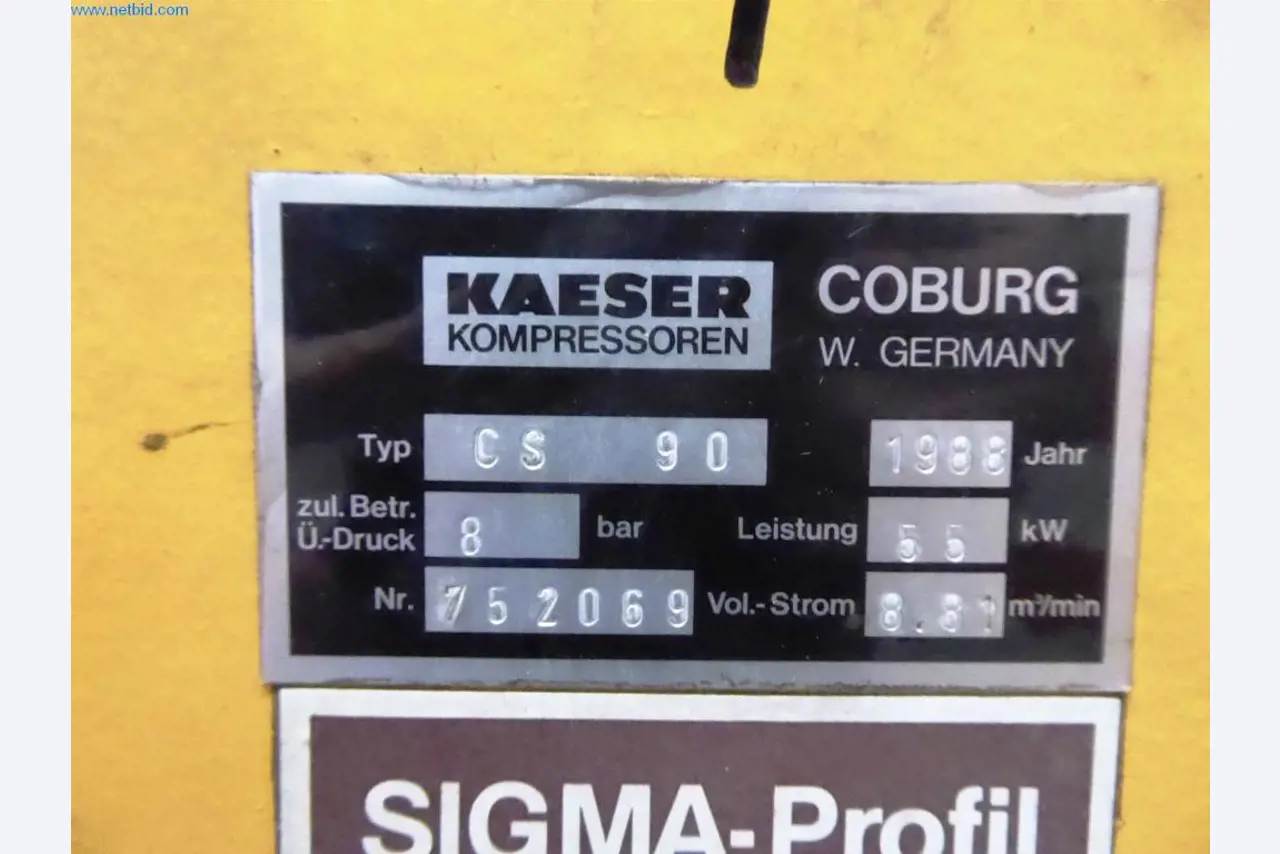 www.netbid.com
KAESER
KOMPRESSOREN
COBURG
W. GERMANY
Typ CS 90 1988 Jahr
zul. Betr.
Ü.-Druck 8 bar Leistung 55 kW
Nr. 752069 Vol.-Strom 8.81 m³/min
SIGMA-Profil